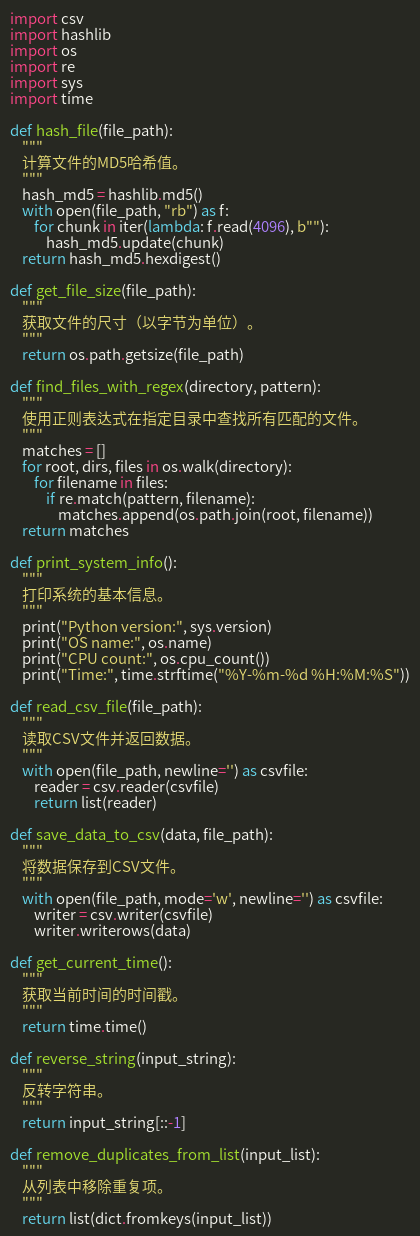 import csv
import hashlib
import os
import re
import sys
import time

def hash_file(file_path):
    """
    计算文件的MD5哈希值。
    """
    hash_md5 = hashlib.md5()
    with open(file_path, "rb") as f:
        for chunk in iter(lambda: f.read(4096), b""):
            hash_md5.update(chunk)
    return hash_md5.hexdigest()

def get_file_size(file_path):
    """
    获取文件的尺寸（以字节为单位）。
    """
    return os.path.getsize(file_path)

def find_files_with_regex(directory, pattern):
    """
    使用正则表达式在指定目录中查找所有匹配的文件。
    """
    matches = []
    for root, dirs, files in os.walk(directory):
        for filename in files:
            if re.match(pattern, filename):
                matches.append(os.path.join(root, filename))
    return matches

def print_system_info():
    """
    打印系统的基本信息。
    """
    print("Python version:", sys.version)
    print("OS name:", os.name)
    print("CPU count:", os.cpu_count())
    print("Time:", time.strftime("%Y-%m-%d %H:%M:%S"))

def read_csv_file(file_path):
    """
    读取CSV文件并返回数据。
    """
    with open(file_path, newline='') as csvfile:
        reader = csv.reader(csvfile)
        return list(reader)

def save_data_to_csv(data, file_path):
    """
    将数据保存到CSV文件。
    """
    with open(file_path, mode='w', newline='') as csvfile:
        writer = csv.writer(csvfile)
        writer.writerows(data)

def get_current_time():
    """
    获取当前时间的时间戳。
    """
    return time.time()

def reverse_string(input_string):
    """
    反转字符串。
    """
    return input_string[::-1]

def remove_duplicates_from_list(input_list):
    """
    从列表中移除重复项。
    """
    return list(dict.fromkeys(input_list))